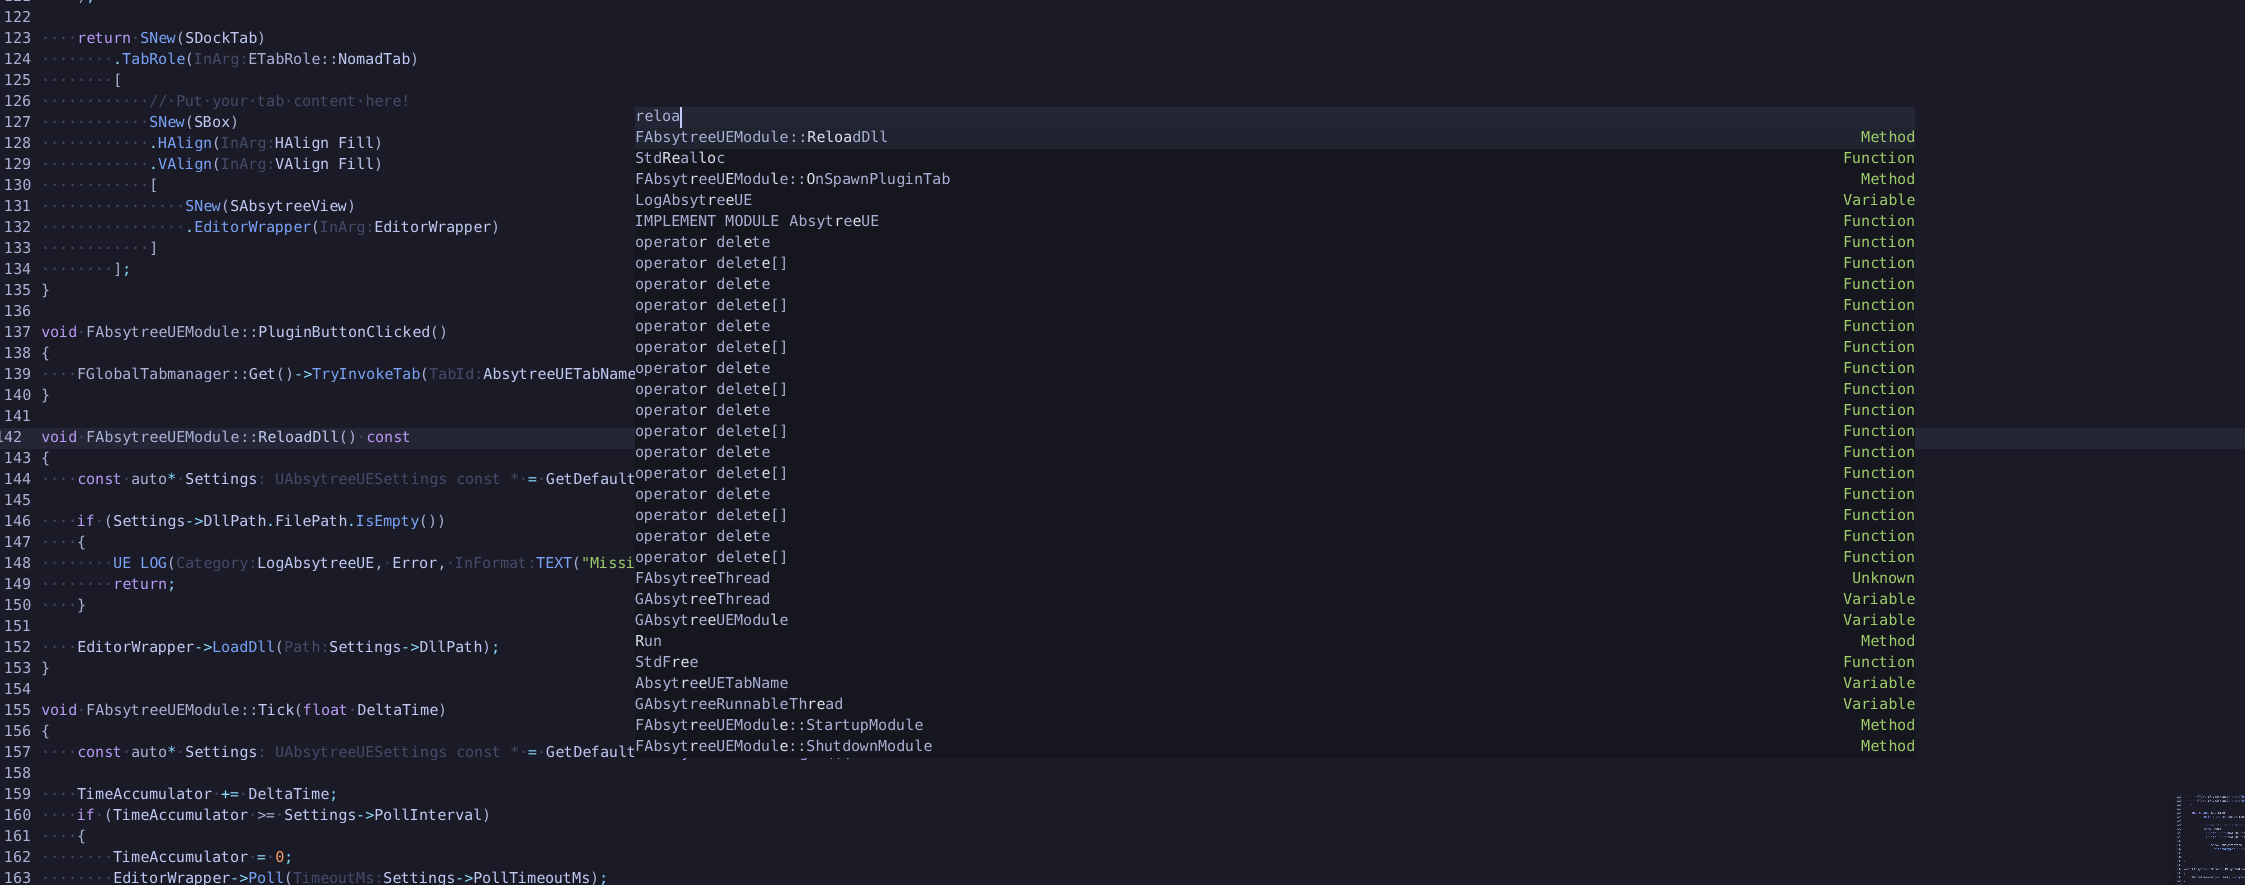 122
123 ····return·SNew(SDockTab)
124 ········.TabRole(InArg:ETabRole::NomadTab)
125 ········[
126 ············//·Put·your·tab·content·here!
127 ············SNew(SBox)
128 ············.HAlign(InArg:HAlign Fill)
129 ············.VAlign(InArg:VAlign Fill)
130 ············[
131 ················SNew(SAbsytreeView)
132 ················.EditorWrapper(InArg:EditorWrapper)
133 ············]
134 ········];
135 }
136
137 void·FAbsytreeUEModule::PluginButtonClicked()
138 {
139 ····FGlobalTabmanager::Get()->TryInvokeTab(TabId:AbsytreeUETabName
140 }
141
142 void·FAbsytreeUEModule::ReloadDll()·const
143 {
144 ····const·auto*·Settings: UAbsytreeUESettings const *·=·GetDefault
145
146 ····if·(Settings->DllPath.FilePath.IsEmpty())
147 ····{
148 ········UE LOG(Category:LogAbsytreeUE,·Error,·InFormat:TEXT("Missi
149 ········return;
150 ····}
151
152 ····EditorWrapper->LoadDll(Path:Settings->DllPath);
153 }
154
155 void·FAbsytreeUEModule::Tick(float·DeltaTime)
156 {
157 ····const·auto*·Settings: UAbsytreeUESettings const *·=·GetDefault
158
159 ····TimeAccumulator·+=·DeltaTime;
160 ····if·(TimeAccumulator·>=·Settings->PollInterval)
161 ····{
162 ········TimeAccumulator·=·0;
163 ········EditorWrapper->Poll(TimeoutMs:Settings->PollTimeoutMs);
reloa
FAbsytreeUEModule::ReloadDll Method
StdRealloc Function
FAbsytreeUEModule::OnSpawnPluginTab Method
LogAbsytreeUE Variable
IMPLEMENT MODULE AbsytreeUE Function
operator delete Function
operator delete[] Function
operator delete Function
operator delete[] Function
operator delete Function
operator delete[] Function
operator delete Function
operator delete[] Function
operator delete Function
operator delete[] Function
operator delete Function
operator delete[] Function
operator delete Function
operator delete[] Function
operator delete Function
operator delete[] Function
FAbsytreeThread Unknown
GAbsytreeThread Variable
GAbsytreeUEModule Variable
Run Method
StdFree Function
AbsytreeUETabName Variable
GAbsytreeRunnableThread Variable
FAbsytreeUEModule::StartupModule Method
FAbsytreeUEModule::ShutdownModule Method